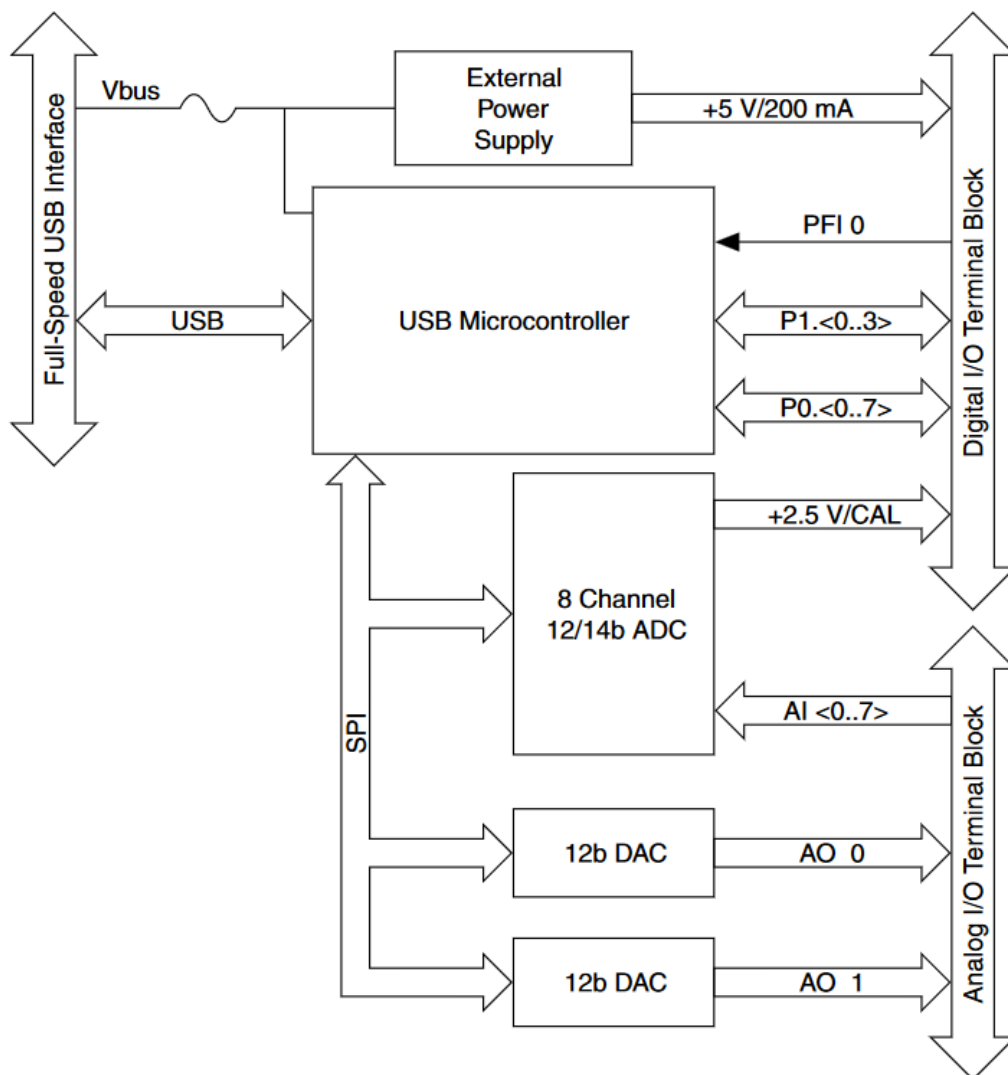 Full-Speed USB Interface
Vbus
External
Power
Supply
+5 V/200 mA
Digital I/O Terminal Block
PFI 0
USB
USB Microcontroller
P1.<0..3>
P0.<0..7>
+2.5 V/CAL
8 Channel
12/14b ADC
AI <0..7>
SPI
Analog I/O Terminal Block
12b DAC
AO 0
12b DAC
AO 1